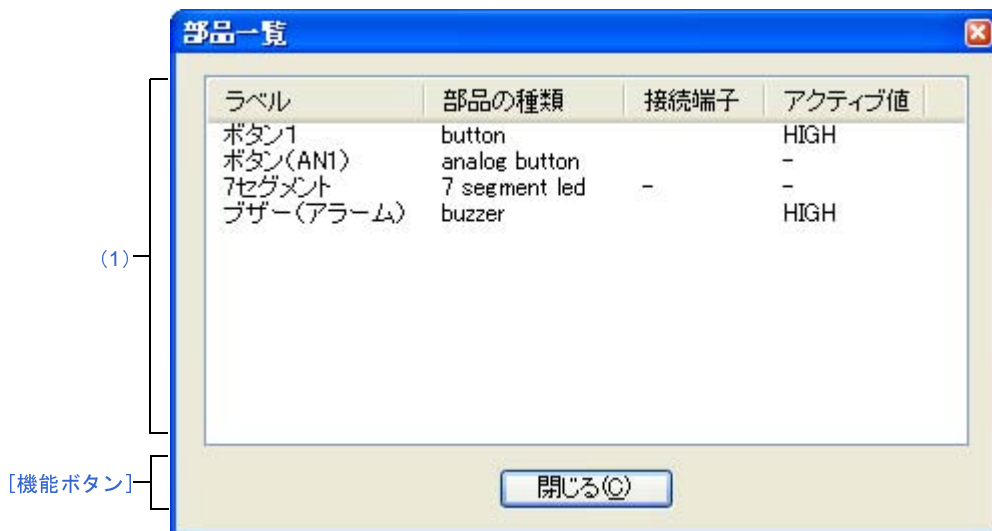 部品一覧
ラベル 部品の種類 接続端子 アクティブ値
ボタン1 button HIGH
ボタン(AN1) analog button -
7セグメント 7 segment led - -
ブザー(アラーム) buzzer HIGH
(1)
[機能ボタン]
閉じる(C)